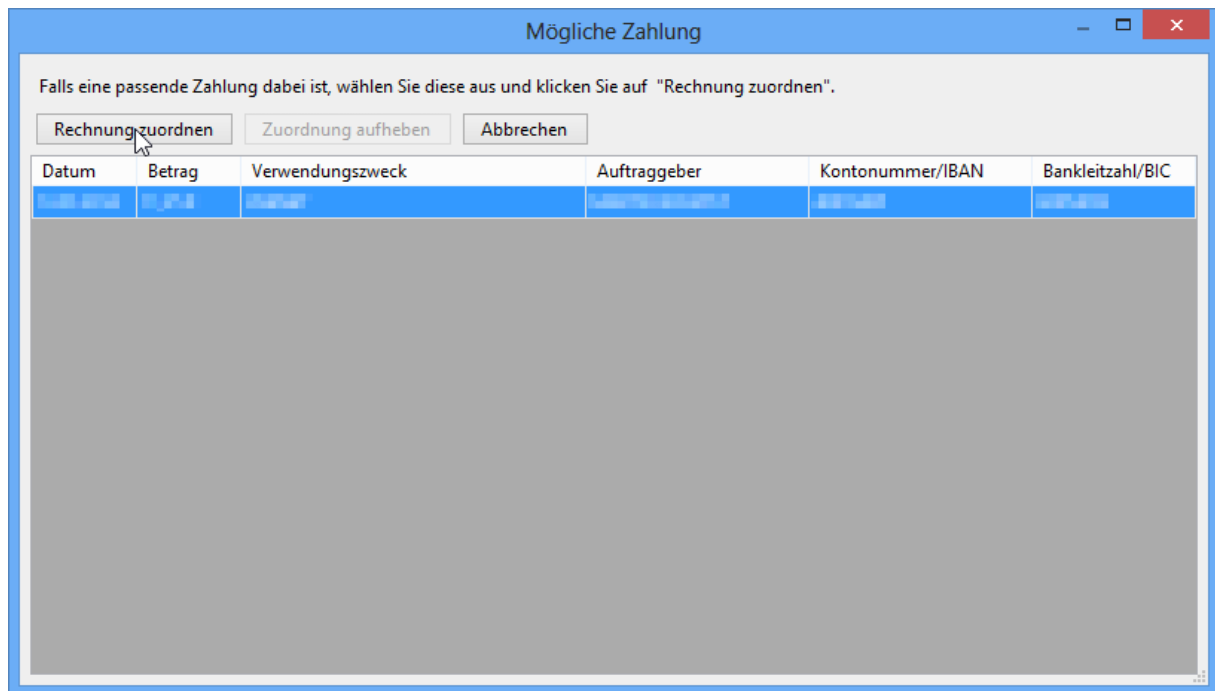 Mögliche Zahlung
Falls eine passende Zahlung dabei ist, wählen Sie diese aus und klicken Sie auf "Rechnung zuordnen".
Rechnung zuordnen Zuordnung aufheben Abbrechen
Datum Betrag Verwendungszweck Auftraggeber Kontonummer/IBAN Bankleitzahl/BIC